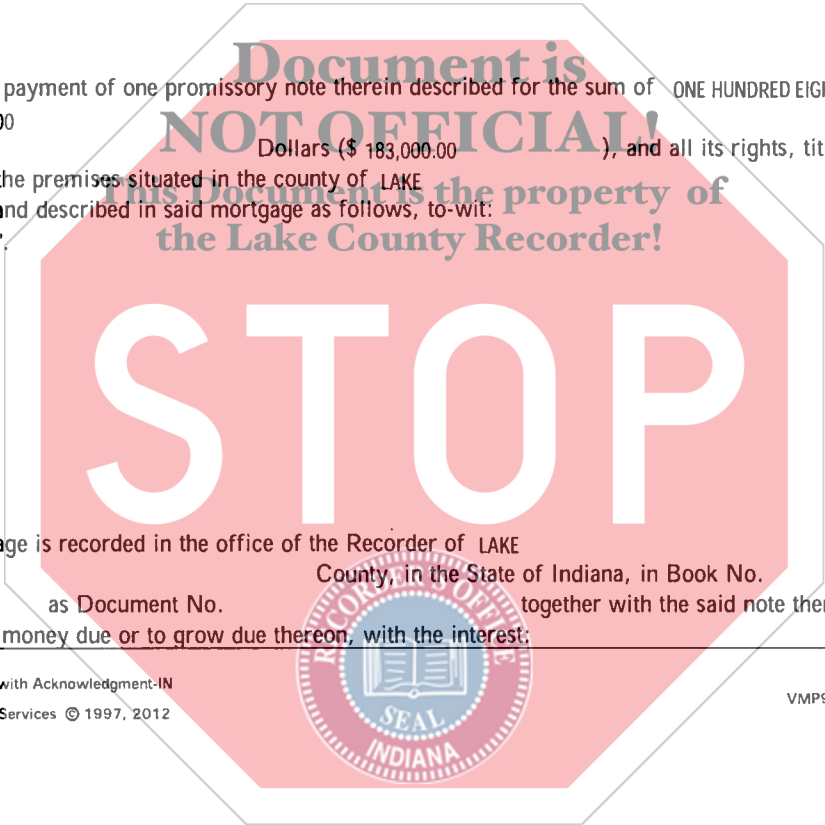 Document is
payment of one promissory note therein described for the sum of ONE HUNDRED EIGH
00
NOT OFFICIAL!
Dollars ($ 183,000.00 ), and all its rights, tit
the premises situated in the county of LAKE
This Document is the property of
and described in said mortgage as follows, to-wit:
the Lake County Recorder!
".
STOP
age is recorded in the office of the Recorder of LAKE
County, in the State of Indiana, in Book No.
as Document No. together with the said note ther
money due or to grow due thereon, with the interest:
RECORDER'S OFFICE
SEAL
INDIANA
with Acknowledgment-IN
VMP9
Services © 1997, 2012